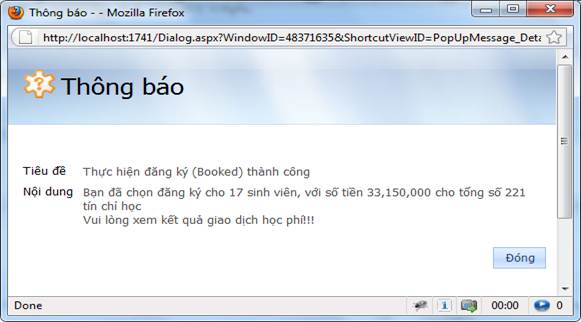 Thông báo - - Mozilla Firefox
http://localhost:1741/Dialog.aspx?WindowID=48371635&ShortcutViewID=PopUpMessage_Deta
Thông báo
Tiêu đề Thực hiện đăng ký (Booked) thành công
Nội dung Bạn đã chọn đăng ký cho 17 sinh viên, với số tiền 33,150,000 cho tổng số 221
tín chỉ học
Vui lòng xem kết quả giao dịch học phí!!!
Đóng
Done 00:00 0